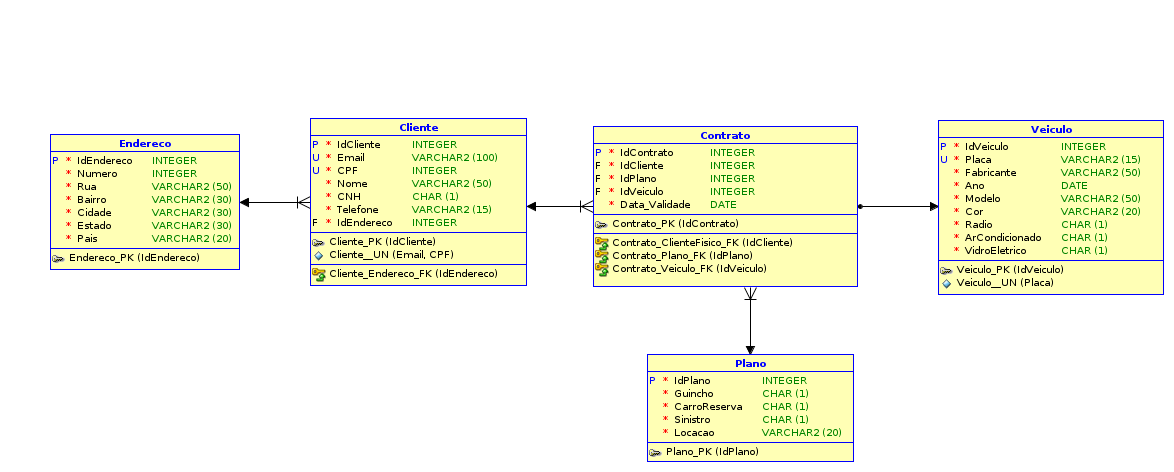 Endereco
P * IdEndereco INTEGER
* Numero INTEGER
* Rua VARCHAR2 (50)
* Bairro VARCHAR2 (30)
* Cidade VARCHAR2 (30)
* Estado VARCHAR2 (30)
* Pais VARCHAR2 (20)
Endereco_PK (IdEndereco)
Cliente
P * IdCliente INTEGER
U * Email VARCHAR2 (100)
U * CPF INTEGER
* Nome VARCHAR2 (50)
* CNH CHAR (1)
* Telefone VARCHAR2 (15)
F * IdEndereco INTEGER
Cliente_PK (IdCliente)
Cliente__UN (Email, CPF)
Cliente_Endereco_FK (IdEndereco)
Contrato
P * IdContrato INTEGER
F * IdCliente INTEGER
F * IdPlano INTEGER
F * IdVeiculo INTEGER
* Data_Validade DATE
Contrato_PK (IdContrato)
Contrato_ClienteFisico_FK (IdCliente)
Contrato_Plano_FK (IdPlano)
Contrato_Veiculo_FK (IdVeiculo)
Veiculo
P * IdVeiculo INTEGER
U * Placa VARCHAR2 (15)
* Fabricante VARCHAR2 (50)
* Ano DATE
* Modelo VARCHAR2 (50)
* Cor VARCHAR2 (20)
* Radio CHAR (1)
* ArCondicionado CHAR (1)
* VidroEletrico CHAR (1)
Veiculo_PK (IdVeiculo)
Veiculo__UN (Placa)
Plano
P * IdPlano INTEGER
* Guincho CHAR (1)
* CarroReserva CHAR (1)
* Sinistro CHAR (1)
* Locacao VARCHAR2 (20)
Plano_PK (IdPlano)